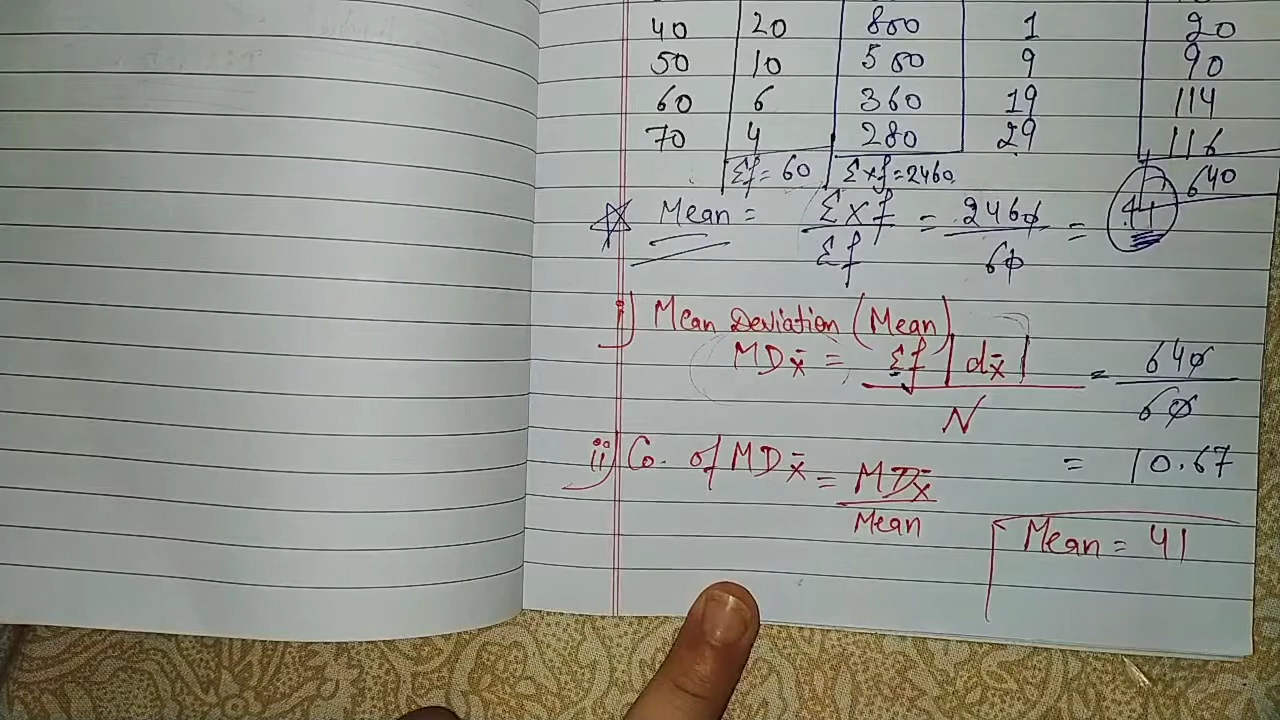 40 20 800 1 20
50 10 500 9 90
60 6 360 19 114
70 4 280 29 116
Σf = 60 Σxf = 2460 640
Mean = Σxf / Σf = 2460 / 60 = 41
i) Mean Deviation (Mean)
MDx̄ = Σf |dx̄| / N = 640 / 60
= 10.67
ii) Co. of MDx̄ = MDx̄ / Mean
Mean = 41